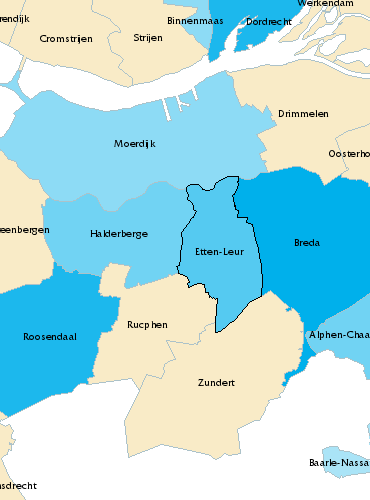 Werkendam
rendijk
Binnenmaas
Dordrecht
Cromstrijen
Strijen
Drimmelen
Moerdijk
Oosterho
eenbergen
Halderberge
Breda
Etten-Leur
Roosendaal
Rucphen
Alphen-Chaa
Zundert
Baarle-Nassa
nsdrecht